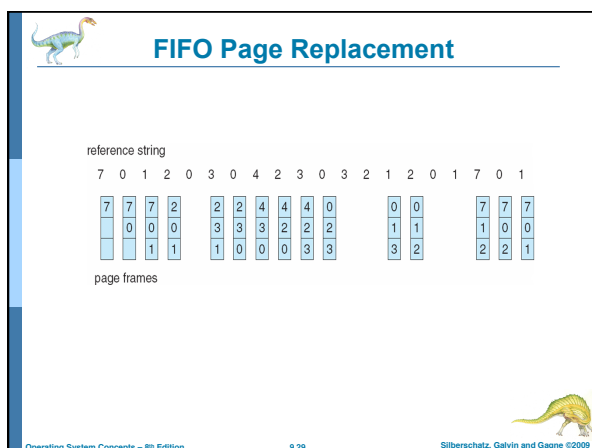 FIFO Page Replacement
reference string
7 0 1 2 0 3 0 4 2 3 0 3 2 1 2 0 1 7 0 1
7 7 7 2 2 2 4 4 4 0 0 0 7 7 7
0 0 0 3 3 3 2 2 2 1 1 1 0 0
1 1 1 0 0 0 3 3 3 2 2 2 1
page frames
Operating System Concepts – 8th Edition 9.29 Silberschatz, Galvin and Gagne ©2009